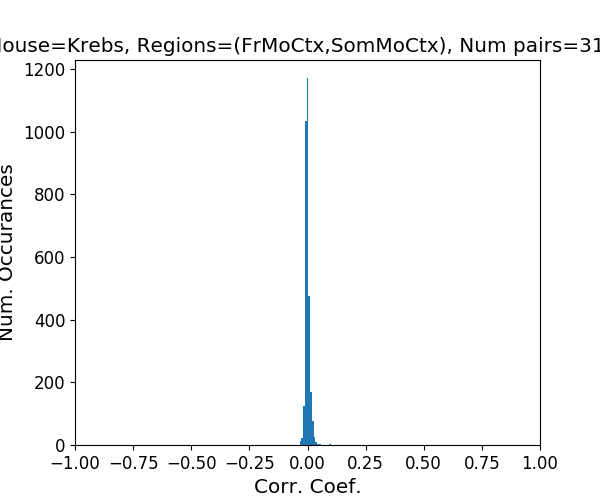 Mouse=Krebs, Regions=(FrMoCtx,SomMoCtx), Num pairs=31
Num. Occurances
1200
1000
800
600
400
200
0
−1.00 −0.75 −0.50 −0.25 0.00 0.25 0.50 0.75 1.00
Corr. Coef.